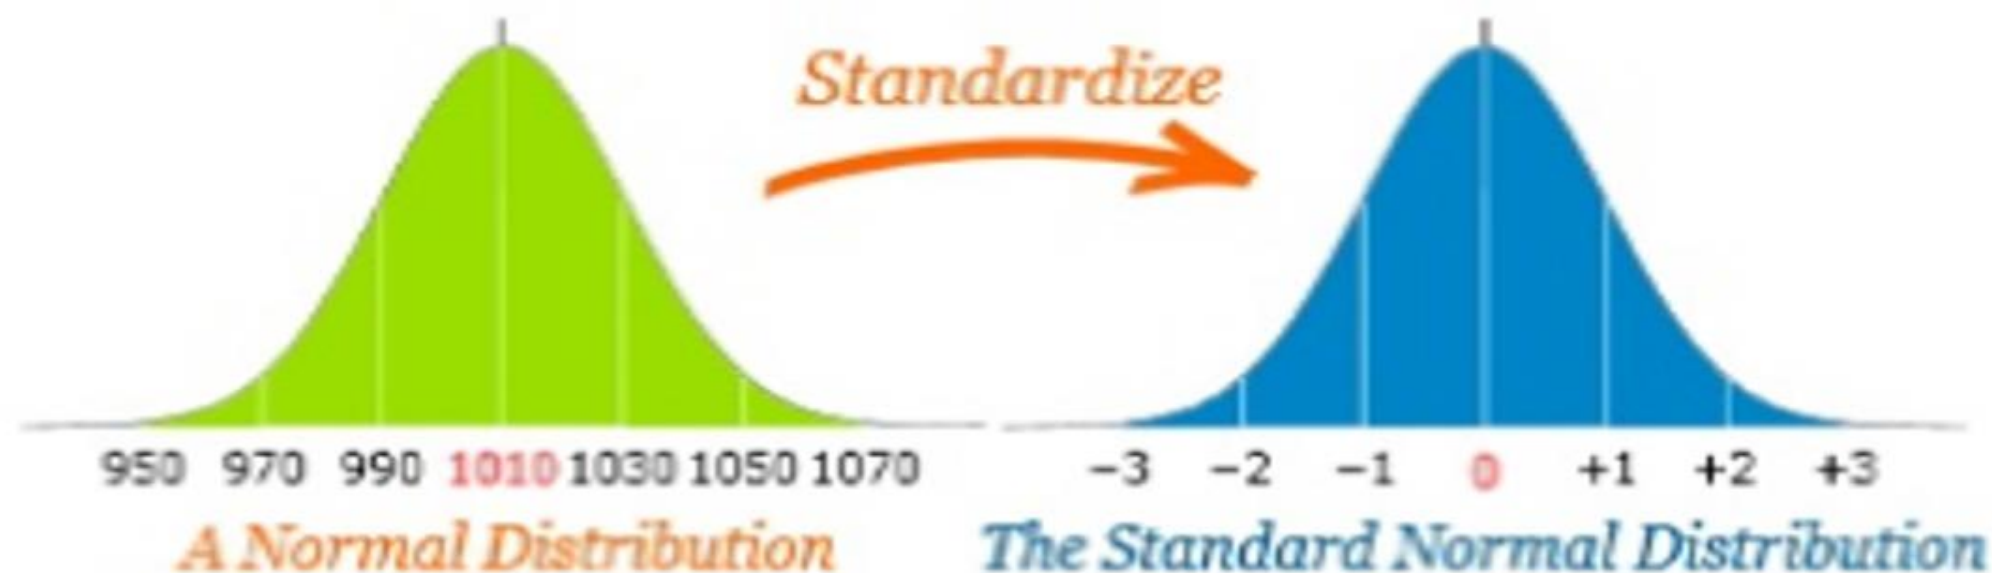 Standardize
950 970 990 1010 1030 1050 1070
−3 −2 −1 0 +1 +2 +3
A Normal Distribution
The Standard Normal Distribution